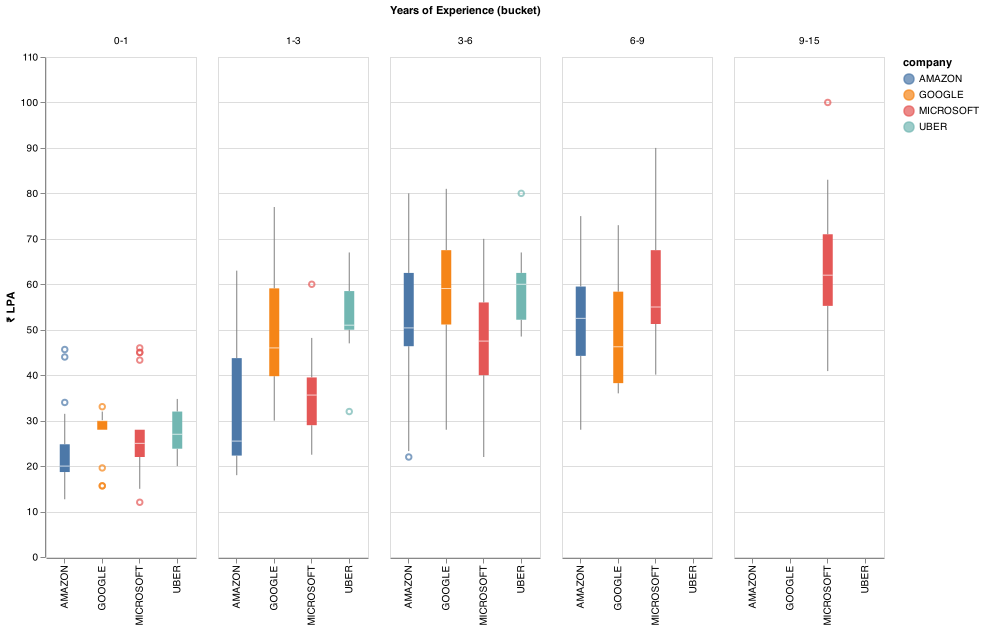 Years of Experience (bucket)
0-1
1-3
3-6
6-9
9-15
110
100
90
80
70
60
50
40
30
20
10
0
₹ LPA
AMAZON
GOOGLE
MICROSOFT
UBER
AMAZON
GOOGLE
MICROSOFT
UBER
AMAZON
GOOGLE
MICROSOFT
UBER
AMAZON
GOOGLE
MICROSOFT
UBER
AMAZON
GOOGLE
MICROSOFT
UBER
company
AMAZON
GOOGLE
MICROSOFT
UBER